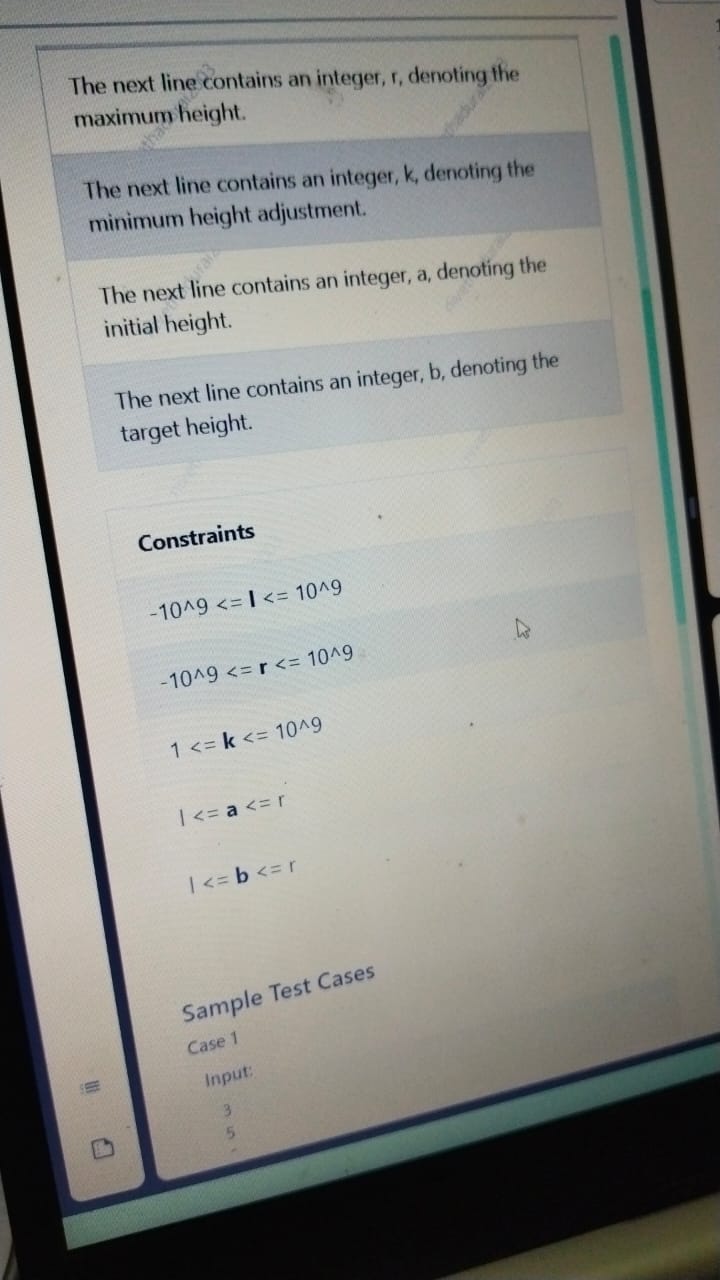 The next line contains an integer, r, denoting the
maximum height.
The next line contains an integer, k, denoting the
minimum height adjustment.
The next line contains an integer, a, denoting the
initial height.
The next line contains an integer, b, denoting the
target height.
Constraints
-10^9 <= l <= 10^9
-10^9 <= r <= 10^9
1 <= k <= 10^9
l <= a <= r
l <= b <= r
Sample Test Cases
Case 1
Input:
3
5